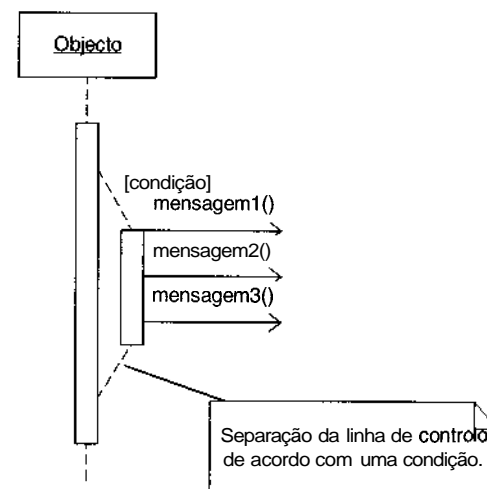 Objecto
[condição]
mensagem1()
mensagem2()
mensagem3()
Separação da linha de controlo
de acordo com uma condição.